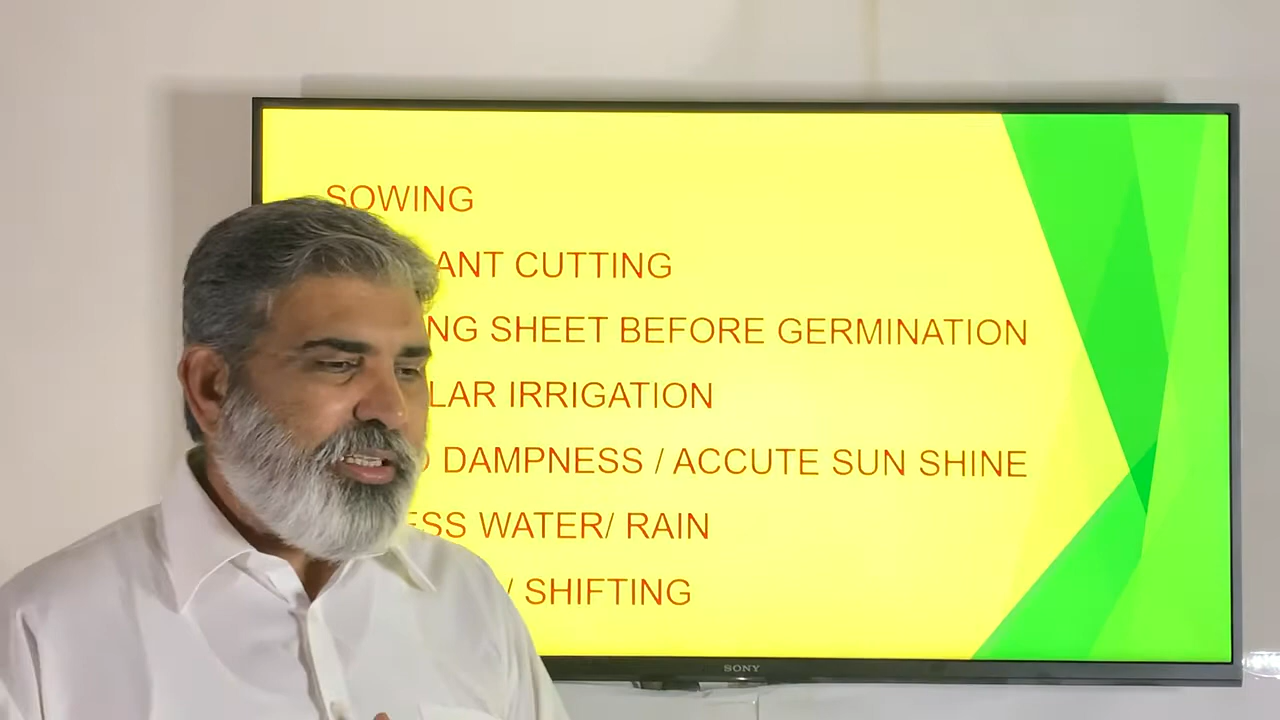 SOWING
ANT CUTTING
NG SHEET BEFORE GERMINATION
LAR IRRIGATION
DAMPNESS / ACCUTE SUN SHINE
ESS WATER/ RAIN
/ SHIFTING
SONY